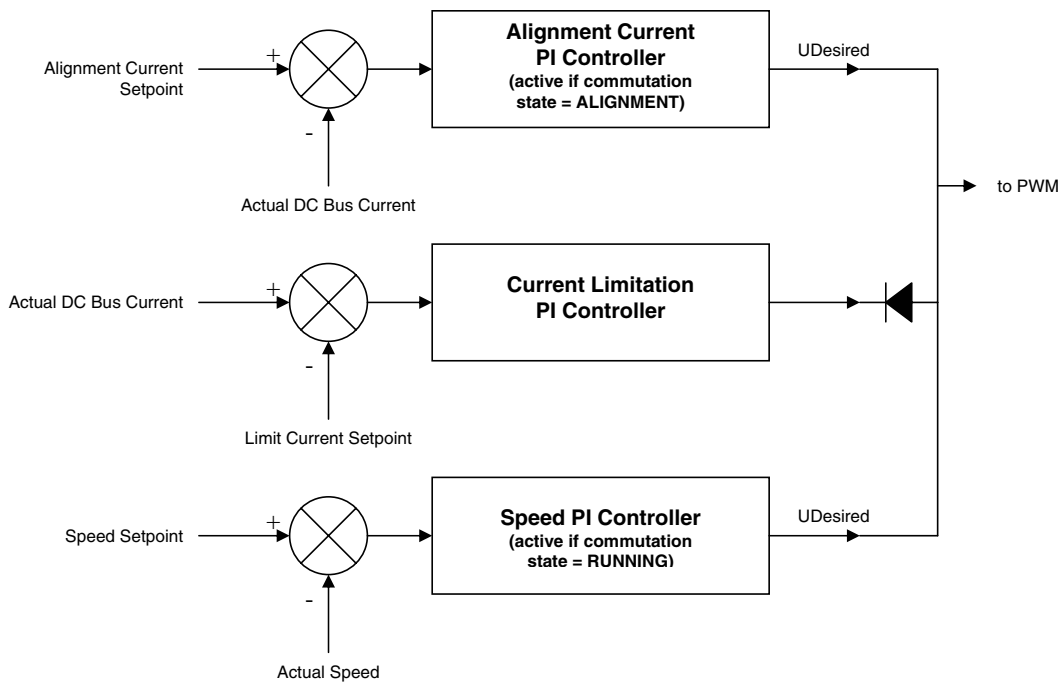 Alignment Current
Setpoint
+
-
Actual DC Bus Current
Alignment Current
PI Controller
(active if commutation
state = ALIGNMENT)
UDesired
to PWM
Actual DC Bus Current
+
-
Limit Current Setpoint
Current Limitation
PI Controller
Speed Setpoint
+
-
Actual Speed
Speed PI Controller
(active if commutation
state = RUNNING)
UDesired